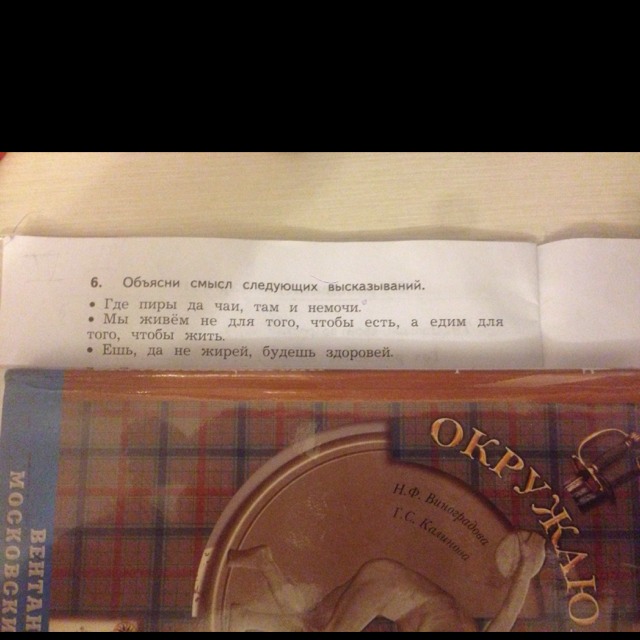 6. Объясни смысл следующих высказываний.
• Где пиры да чаи, там и немочи.
• Мы живём не для того, чтобы есть, а едим для
того, чтобы жить.
• Ешь, да не жирей, будешь здоровей.
ОКРУЖАЮ
Н.Ф. Виноградова
Г.С. Калинова
ВЕНТАН
МОСКОВСКИ